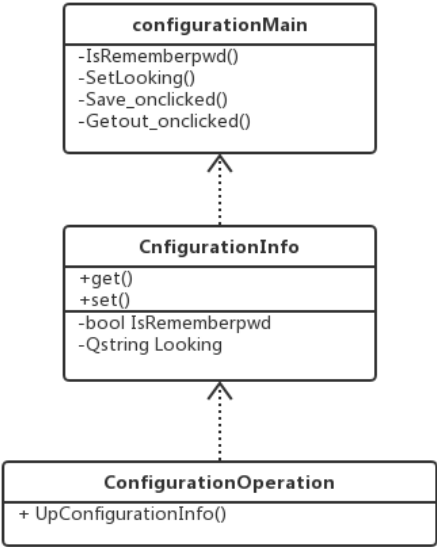 configurationMain
-IsRememberpwd()
-SetLooking()
-Save_onclicked()
-Getout_onclicked()
CnfigurationInfo
+get()
+set()
-bool IsRememberpwd
-Qstring Looking
ConfigurationOperation
+ UpConfigurationInfo()